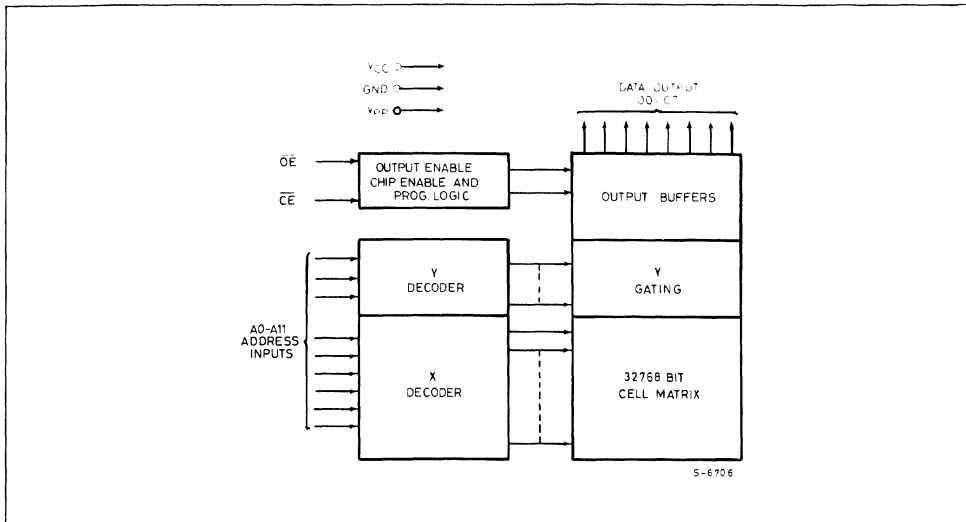 VCC
GND
VPP
DATA OUTPUT
OE
CE
OUTPUT ENABLE
CHIP ENABLE AND
PROG. LOGIC
OUTPUT BUFFERS
Y
DECODER
Y
GATING
A0-A11
ADDRESS
INPUTS
X
DECODER
32768 BIT
CELL MATRIX
S-6706